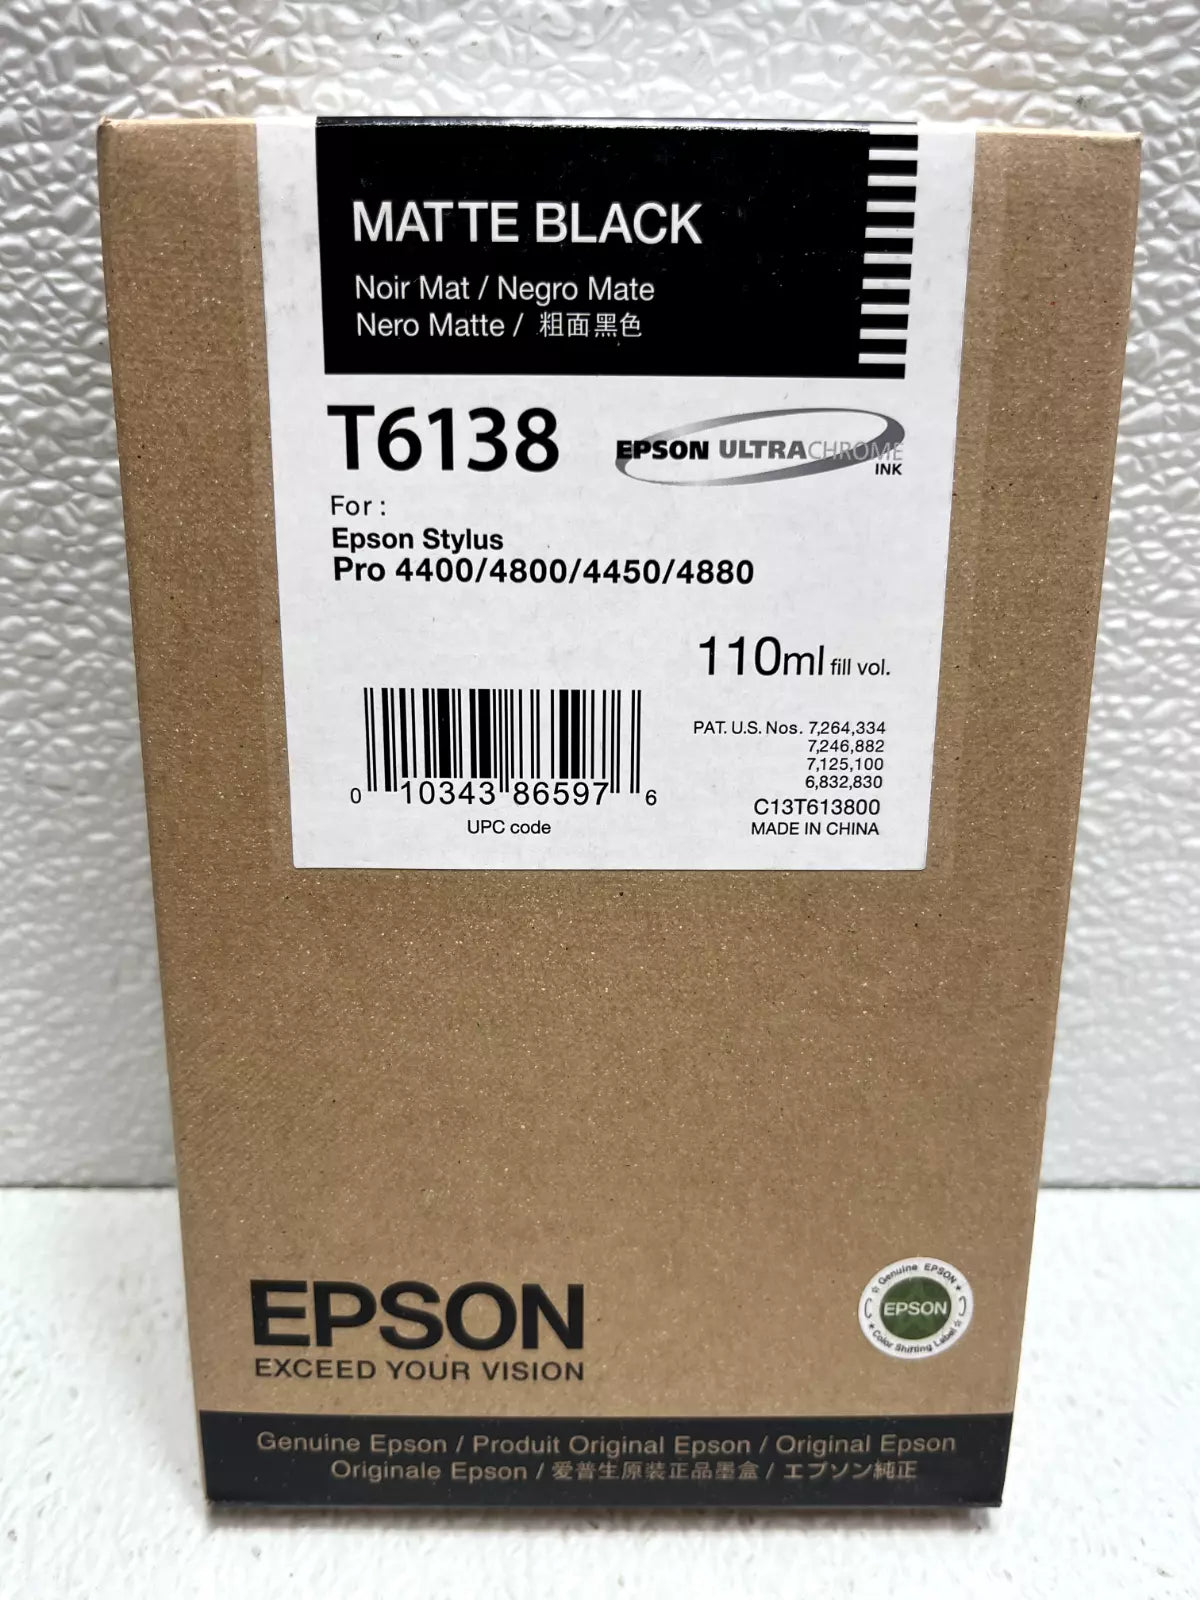 MATTE BLACK
Noir Mat / Negro Mate
Nero Matte / 粗面黑色
T6138
EPSON ULTRACHROME
INK
For :
Epson Stylus
Pro 4400/4800/4450/4880
110ml fill vol.
PAT. U.S. Nos. 7,264,334
7,246,882
7,125,100
6,832,830
C13T613800
MADE IN CHINA
0 10343 86597 6
UPC code
EPSON
EXCEED YOUR VISION
Genuine EPSON
EPSON
Color Shifting Label
Genuine Epson / Produit Original Epson / Original Epson
Originale Epson / 爱普生原装正品墨盒 / エプソン純正